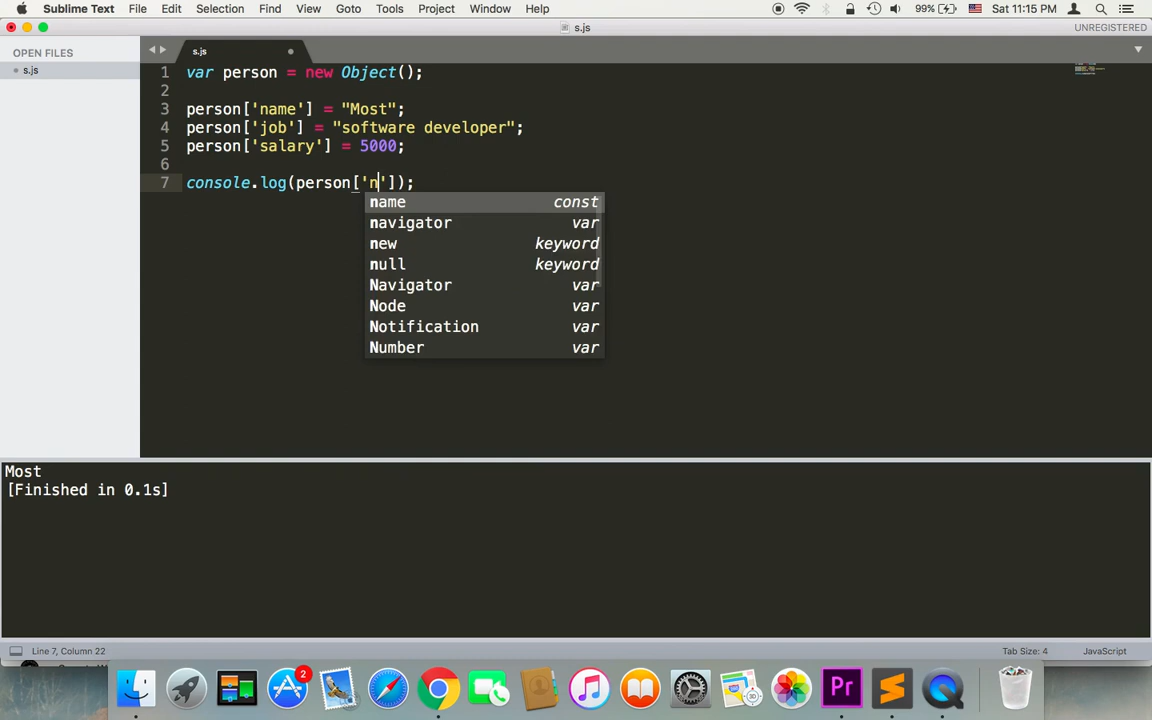 Sublime Text File Edit Selection Find View Goto Tools Project Window Help 99% Sat 11:15 PM
s.js UNREGISTERED
OPEN FILES
s.js
s.js
1 var person = new Object();
2
3 person['name'] = "Most";
4 person['job'] = "software developer";
5 person['salary'] = 5000;
6
7 console.log(person['n']);
name const
navigator var
new keyword
null keyword
Navigator var
Node var
Notification var
Number var
Most
[Finished in 0.1s]
Line 7, Column 22 Tab Size: 4 JavaScript
2
Pr